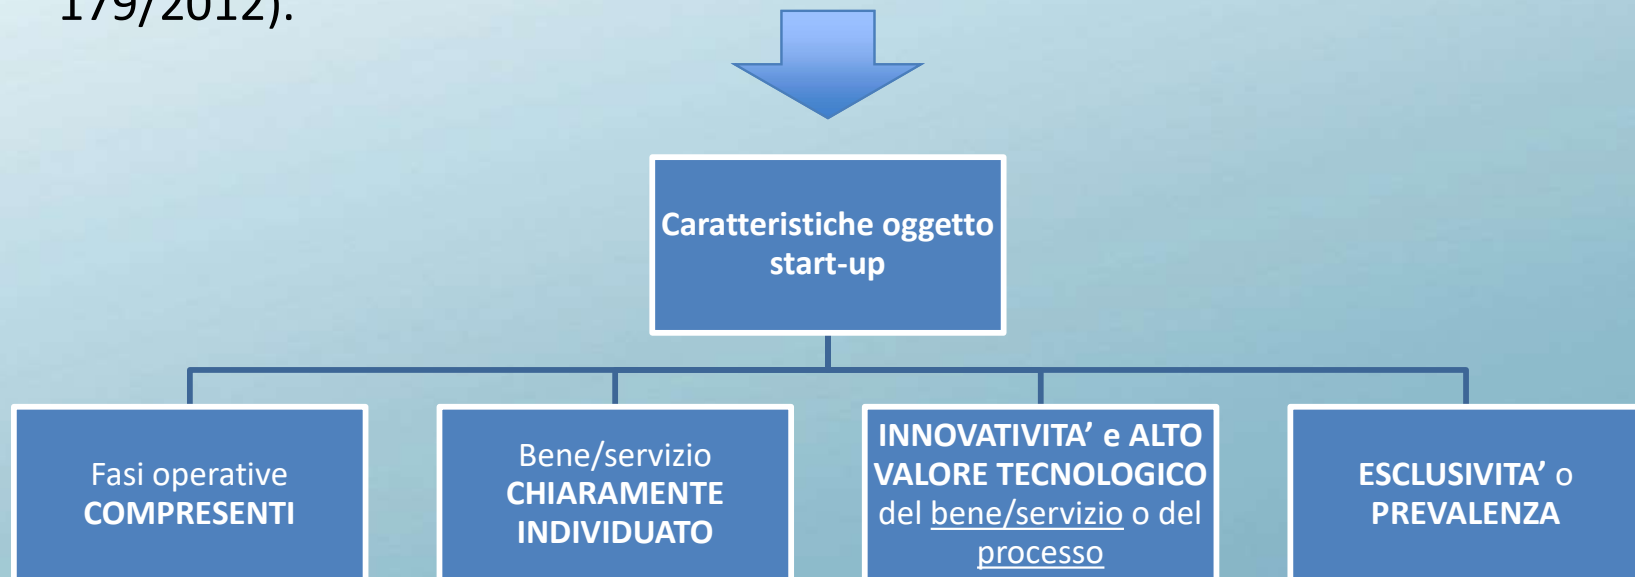 179/2012).
Caratteristiche oggetto
start-up
Fasi operative
COMPRESENTI
Bene/servizio
CHIARAMENTE
INDIVIDUATO
INNOVATIVITA’ e ALTO
VALORE TECNOLOGICO
del bene/servizio o del
processo
ESCLUSIVITA’ o
PREVALENZA